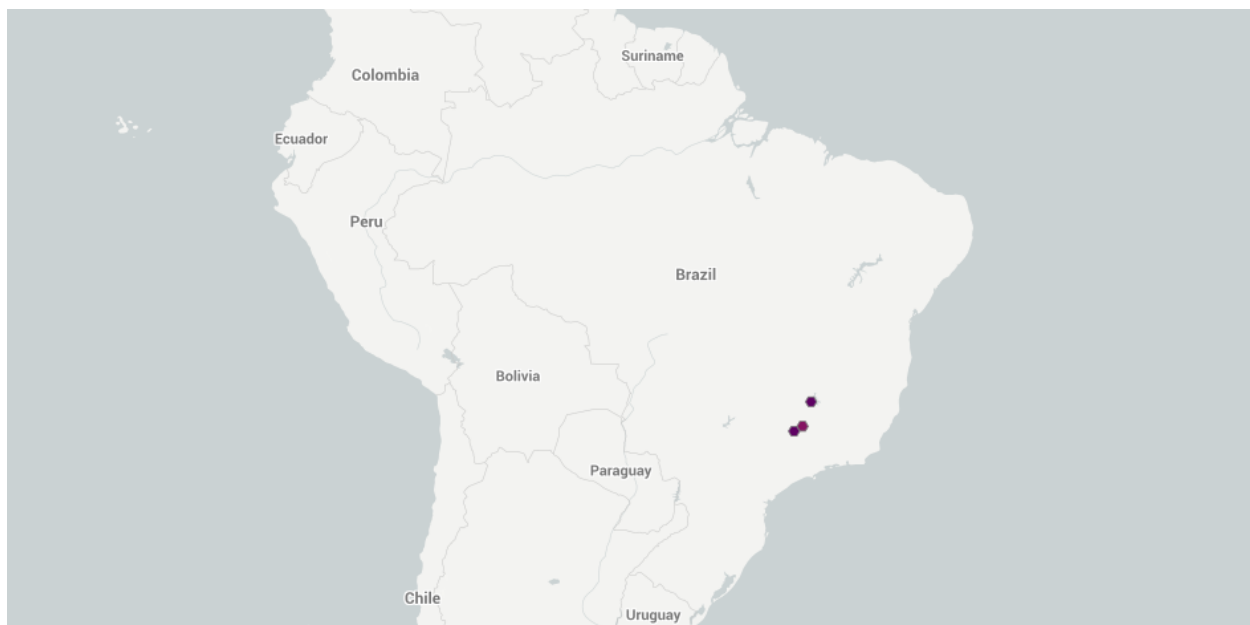 Suriname
Colombia
Ecuador
Peru
Brazil
Bolivia
Paraguay
Chile
Uruguay